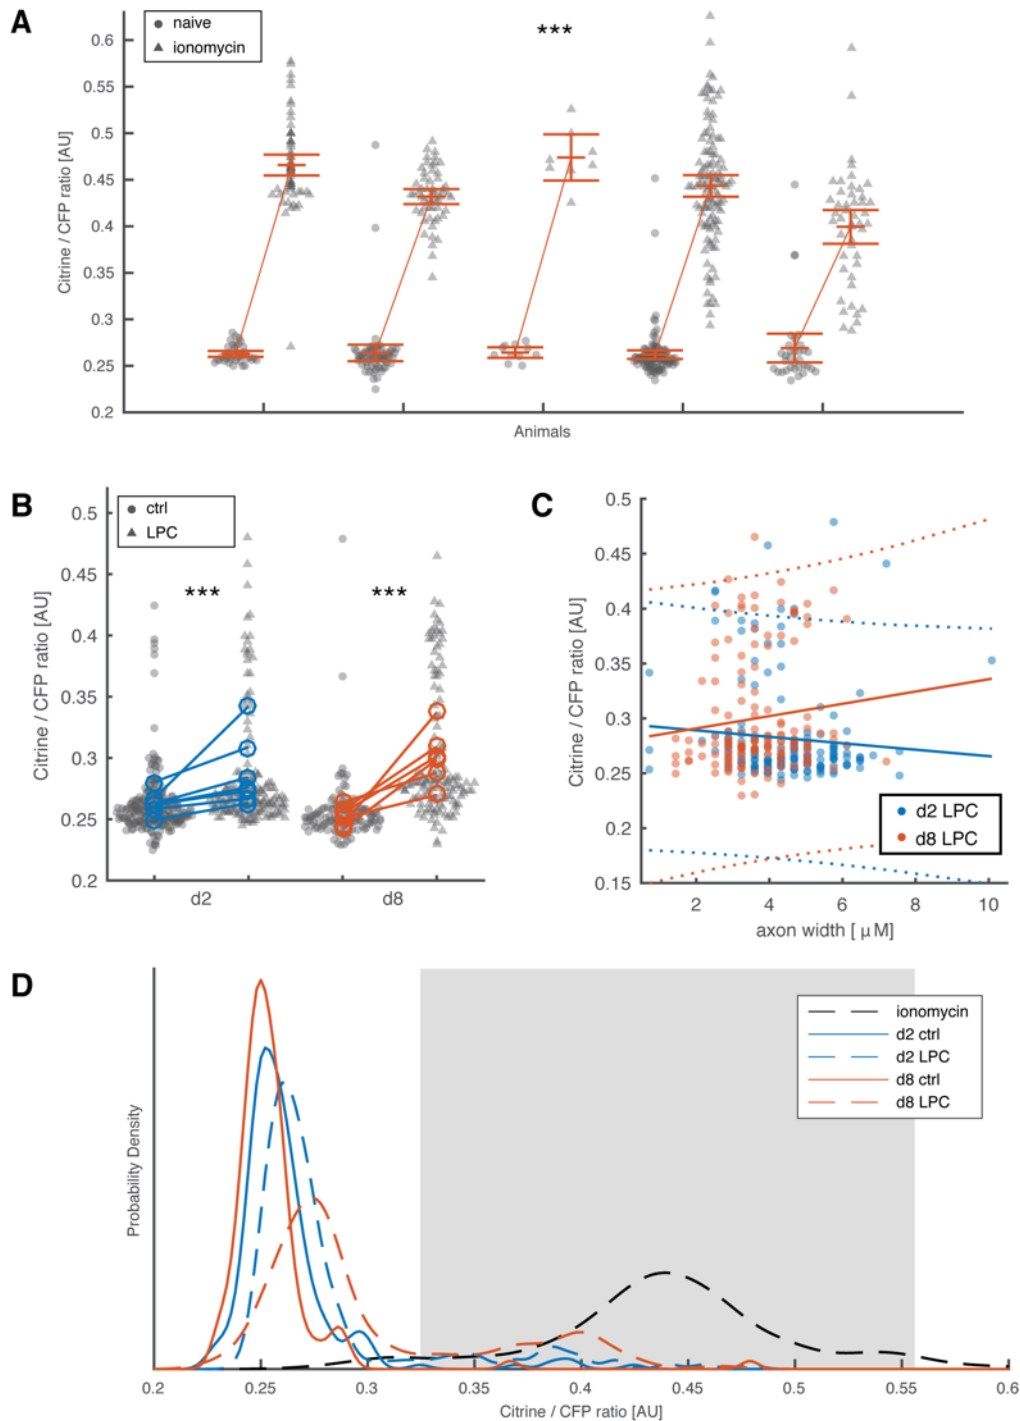 A
naive
ionomycin
***
0.6
0.55
0.5
0.45
0.4
0.35
0.3
0.25
0.2
Citrine / CFP ratio [AU]
Animals
B
ctrl
LPC
*** ***
0.5
0.45
0.4
0.35
0.3
0.25
0.2
Citrine / CFP ratio [AU]
d2 d8
C
0.5
0.45
0.4
0.35
0.3
0.25
0.2
0.15
Citrine / CFP ratio [AU]
d2 LPC
d8 LPC
2 4 6 8 10
axon width [ μM]
D
ionomycin
d2 ctrl
d2 LPC
d8 ctrl
d8 LPC
Probability Density
0.2 0.25 0.3 0.35 0.4 0.45 0.5 0.55 0.6
Citrine / CFP ratio [AU]